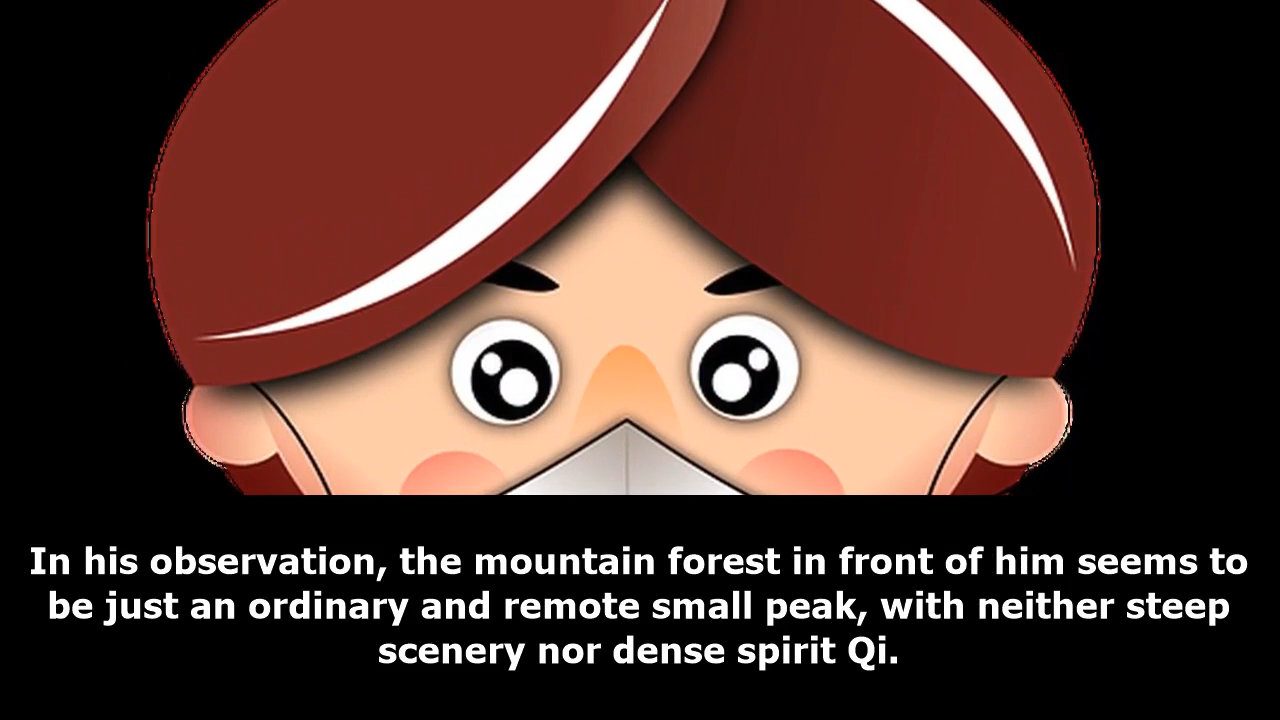 In his observation, the mountain forest in front of him seems to
be just an ordinary and remote small peak, with neither steep
scenery nor dense spirit Qi.